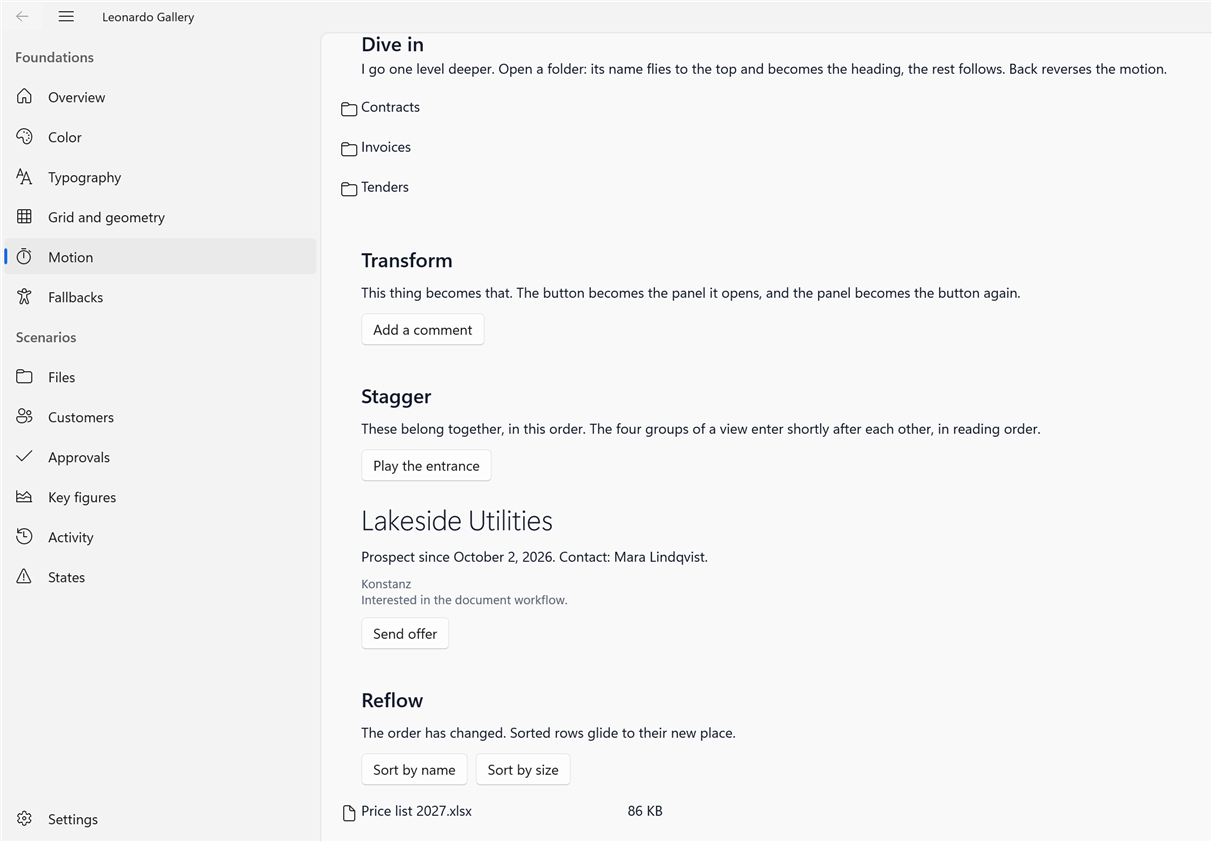 Leonardo Gallery
Foundations
Overview
Color
Typography
Grid and geometry
Motion
Fallbacks
Scenarios
Files
Customers
Approvals
Key figures
Activity
States
Settings
Dive in
I go one level deeper. Open a folder: its name flies to the top and becomes the heading, the rest follows. Back reverses the motion.
Contracts
Invoices
Tenders
Transform
This thing becomes that. The button becomes the panel it opens, and the panel becomes the button again.
Add a comment
Stagger
These belong together, in this order. The four groups of a view enter shortly after each other, in reading order.
Play the entrance
Lakeside Utilities
Prospect since October 2, 2026. Contact: Mara Lindqvist.
Konstanz
Interested in the document workflow.
Send offer
Reflow
The order has changed. Sorted rows glide to their new place.
Sort by name Sort by size
Price list 2027.xlsx 86 KB